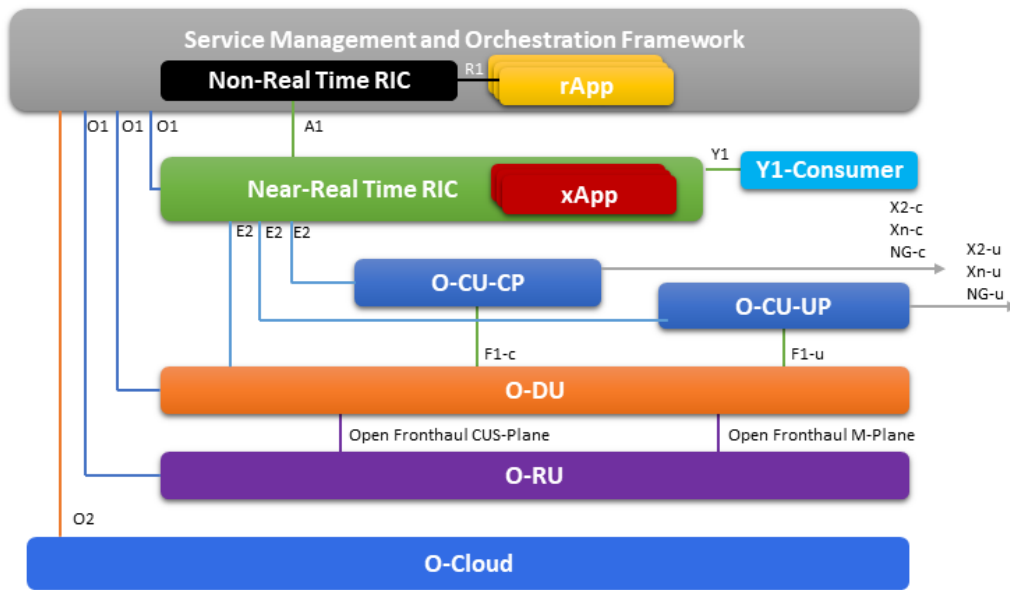 Service Management and Orchestration Framework
Non-Real Time RIC
R1
rApp
O1
O1
O1
A1
Near-Real Time RIC
xApp
Y1
Y1-Consumer
X2-c
Xn-c
NG-c
X2-u
Xn-u
NG-u
E2
E2
E2
O-CU-CP
O-CU-UP
F1-c
F1-u
O-DU
Open Fronthaul CUS-Plane
Open Fronthaul M-Plane
O-RU
O2
O-Cloud